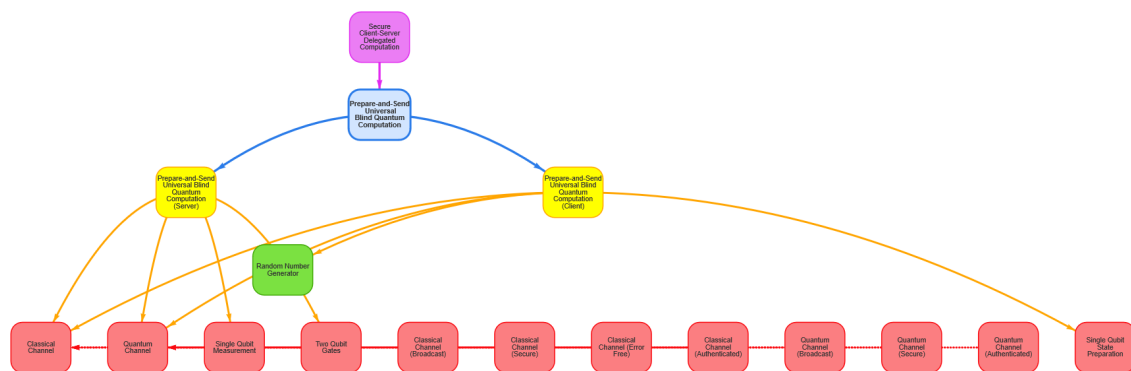 Secure
Client-Server
Delegated
Computation
Prepare-and-Send
Universal
Blind Quantum
Computation
Prepare-and-Send
Universal Blind
Quantum
Computation
(Server)
Prepare-and-Send
Universal Blind
Quantum
Computation
(Client)
Random Number
Generator
Classical
Channel
Quantum
Channel
Single Qubit
Measurement
Two Qubit
Gates
Classical
Channel
(Broadcast)
Classical
Channel
(Secure)
Classical
Channel (Error
Free)
Classical
Channel
(Authenticated)
Quantum
Channel
(Broadcast)
Quantum
Channel
(Secure)
Quantum
Channel
(Authenticated)
Single Qubit
State
Preparation